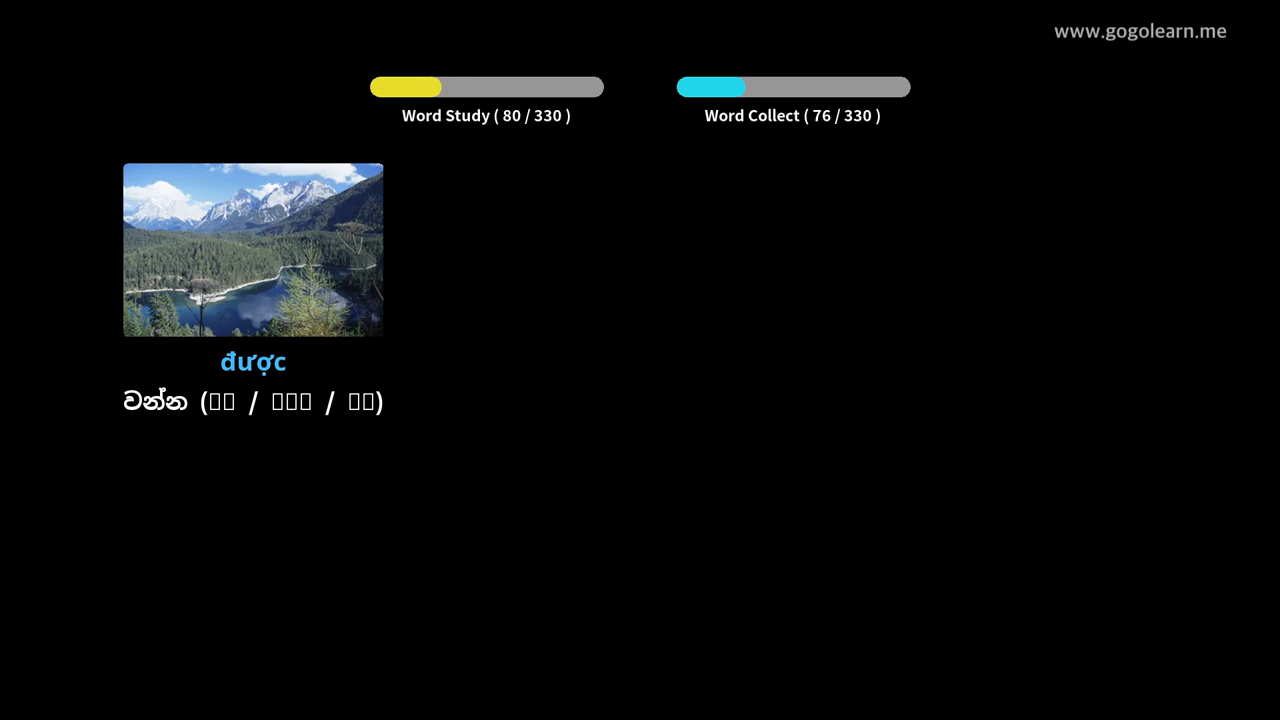 www.gogolearn.me
Word Study ( 80 / 330 )
Word Collect ( 76 / 330 )
được
වන්න (▯▯ / ▯▯▯ / ▯▯)